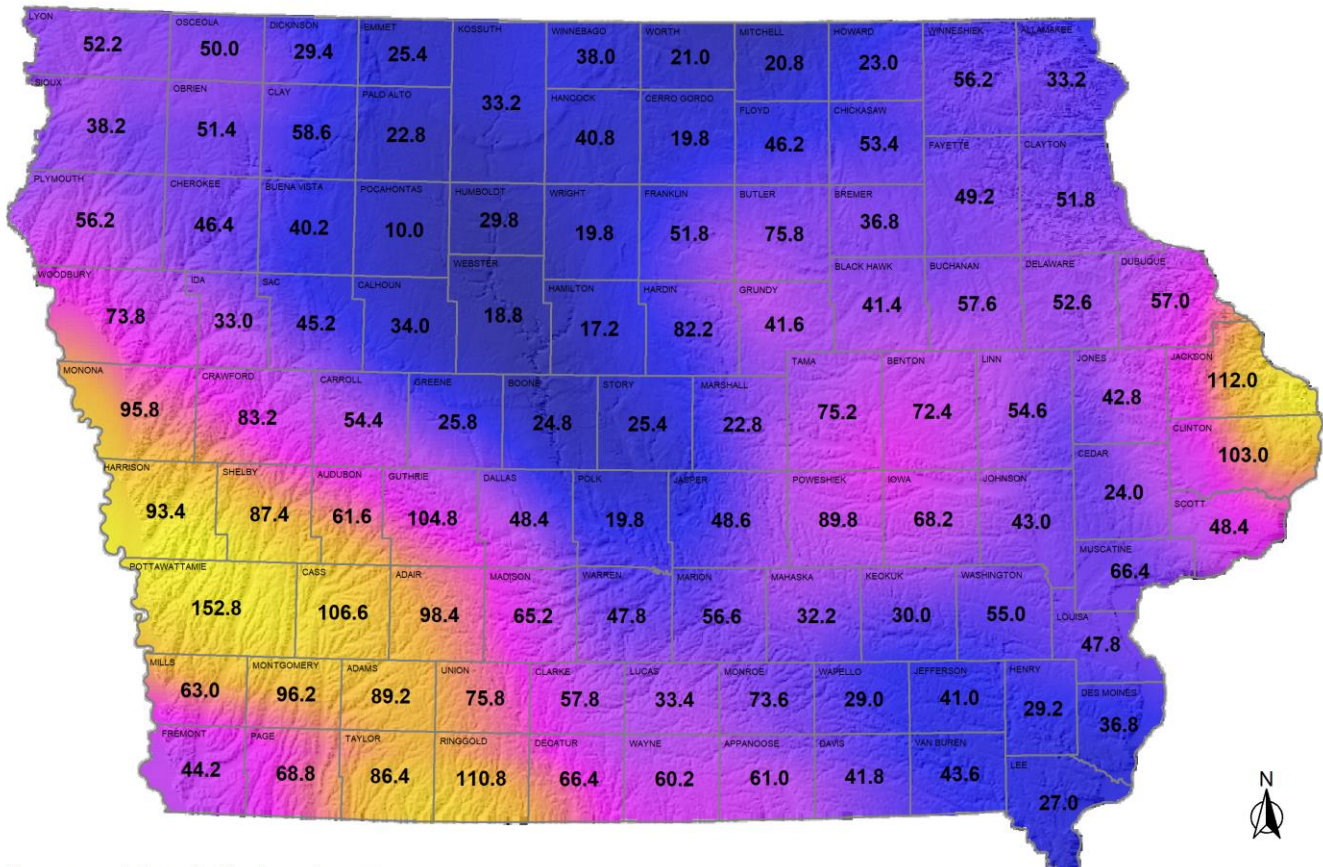 LYON
OSCEOLA
DICKINSON
EMMET
KOSSUTH
WINNEBAGO
WORTH
MITCHELL
HOWARD
WINNESHIEK
ALLAMAKEE
52.2
50.0
29.4
25.4
38.0
21.0
20.8
23.0
56.2
33.2
SIOUX
OBRIEN
CLAY
PALO ALTO
33.2
HANCOCK
CERRO GORDO
FLOYD
CHICKASAW
38.2
51.4
58.6
22.8
40.8
19.8
46.2
53.4
FAYETTE
CLAYTON
PLYMOUTH
CHEROKEE
BUENA VISTA
POCAHONTAS
HUMBOLDT
WRIGHT
FRANKLIN
BUTLER
BREMER
49.2
51.8
56.2
46.4
40.2
10.0
29.8
19.8
51.8
75.8
36.8
WOODBURY
IDA
SAC
CALHOUN
WEBSTER
HAMILTON
HARDIN
GRUNDY
BLACK HAWK
BUCHANAN
DELAWARE
DUBUQUE
73.8
33.0
45.2
34.0
18.8
17.2
82.2
41.6
41.4
57.6
52.6
57.0
MONONA
CRAWFORD
CARROLL
GREENE
BOONE
STORY
MARSHALL
TAMA
BENTON
LINN
JONES
JACKSON
95.8
83.2
54.4
25.8
24.8
25.4
22.8
75.2
72.4
54.6
42.8
112.0
CLINTON
103.0
HARRISON
SHELBY
AUDUBON
GUTHRIE
DALLAS
POLK
JASPER
POWESHIEK
IOWA
JOHNSON
CEDAR
93.4
87.4
61.6
104.8
48.4
19.8
48.6
89.8
68.2
43.0
24.0
SCOTT
48.4
POTTAWATTAMIE
CASS
ADAIR
MADISON
WARREN
MARION
MAHASKA
KEOKUK
WASHINGTON
MUSCATINE
152.8
106.6
98.4
65.2
47.8
56.6
32.2
30.0
55.0
66.4
LOUISA
47.8
MILLS
MONTGOMERY
ADAMS
UNION
CLARKE
LUCAS
MONROE
WAPELLO
JEFFERSON
HENRY
DES MOINES
63.0
96.2
89.2
75.8
57.8
33.4
73.6
29.0
41.0
29.2
36.8
FREMONT
PAGE
TAYLOR
RINGGOLD
DECATUR
WAYNE
APPANOOSE
DAVIS
VAN BUREN
LEE
44.2
68.8
86.4
110.8
66.4
60.2
61.0
41.8
43.6
27.0
N